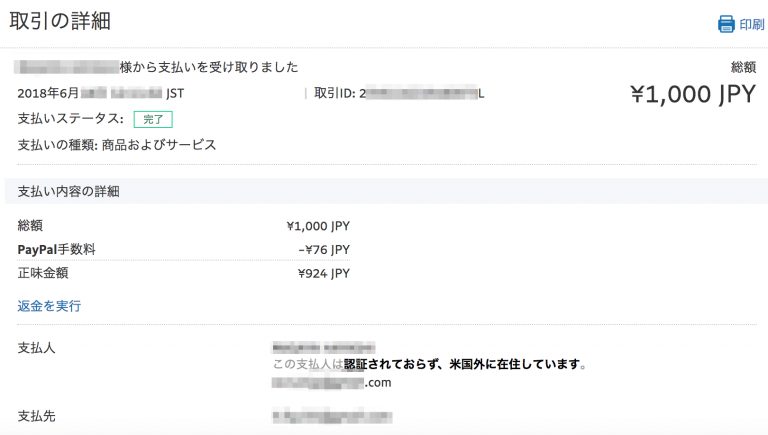 取引の詳細
印刷
様から支払いを受け取りました
総額
2018年6月 JST
取引ID: 2 L
¥1,000 JPY
支払いステータス: 完了
支払いの種類: 商品およびサービス
支払い内容の詳細
総額 ¥1,000 JPY
PayPal手数料 -¥76 JPY
正味金額 ¥924 JPY
返金を実行
支払人
この支払人は認証されておらず、米国外に在住しています。
.com
支払先